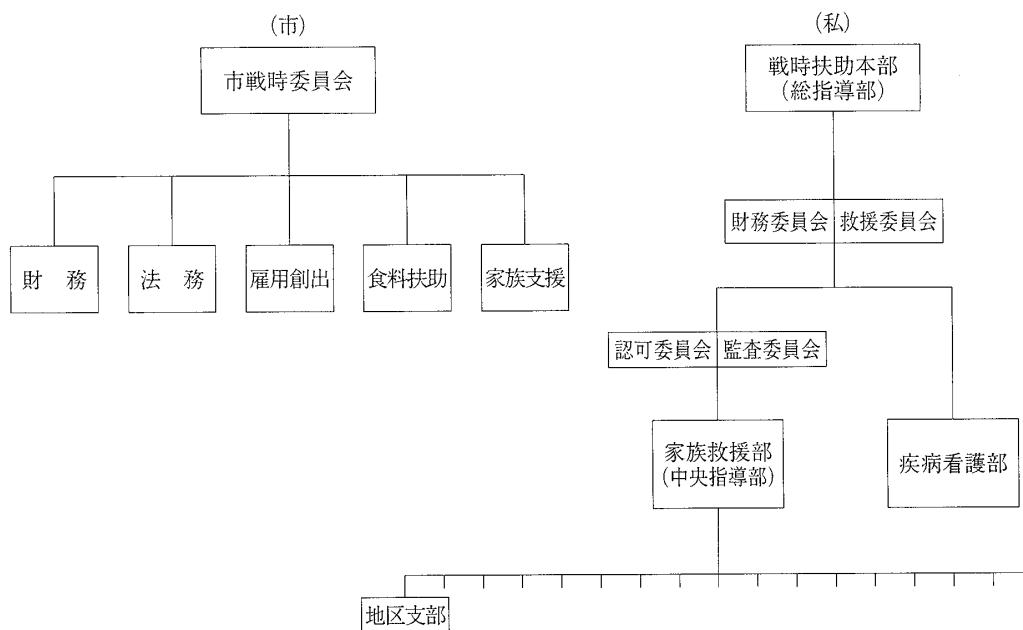 (市)
市戦時委員会
財 務
法 務
雇用創出
食料扶助
家族支援
(私)
戦時扶助本部
(総指導部)
財務委員会
救援委員会
認可委員会
監査委員会
家族救援部
(中央指導部)
疾病看護部
地区支部